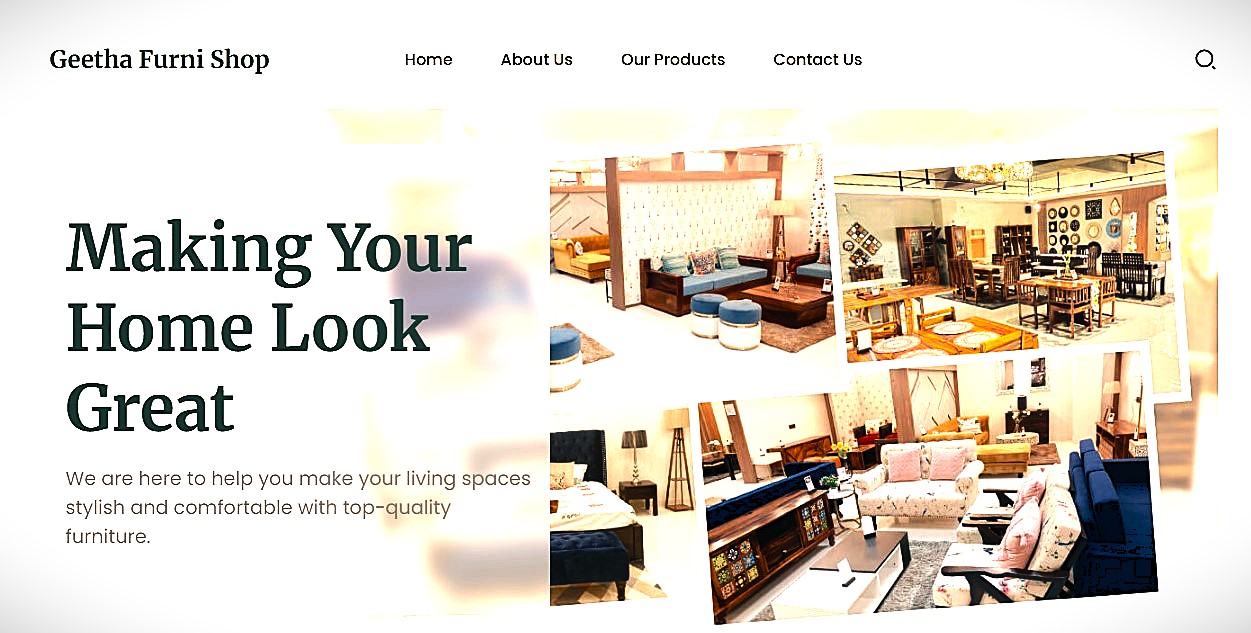 Geetha Furni Shop
Home About Us Our Products Contact Us
Making Your
Home Look
Great
We are here to help you make your living spaces
stylish and comfortable with top-quality
furniture.